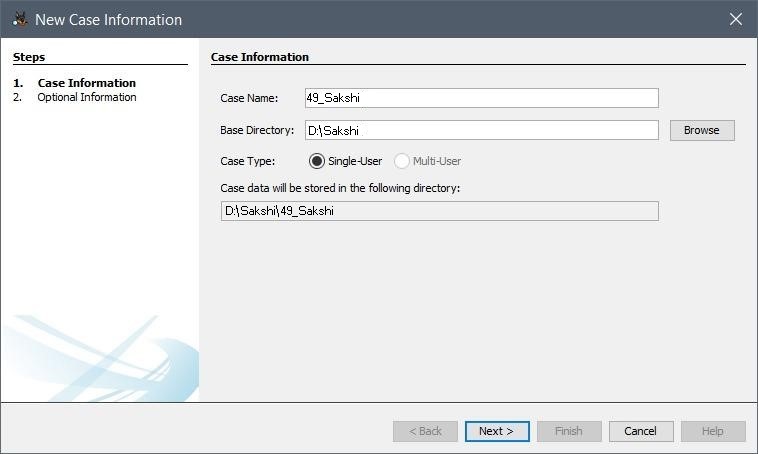 New Case Information
Steps
1. Case Information
2. Optional Information
Case Information
Case Name: 49_Sakshi
Base Directory: D:\Sakshi Browse
Case Type: Single-User Multi-User
Case data will be stored in the following directory:
D:\Sakshi\49_Sakshi
< Back Next > Finish Cancel Help